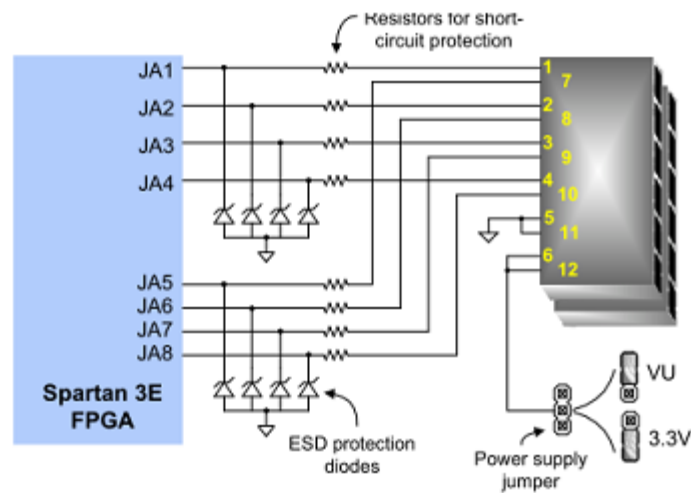 Resistors for short-
circuit protection
JA1
JA2
JA3
JA4
1
7
2
8
3
9
4
10
5
11
6
12
JA5
JA6
JA7
JA8
Spartan 3E
FPGA
ESD protection
diodes
Power supply
jumper
VU
3.3V